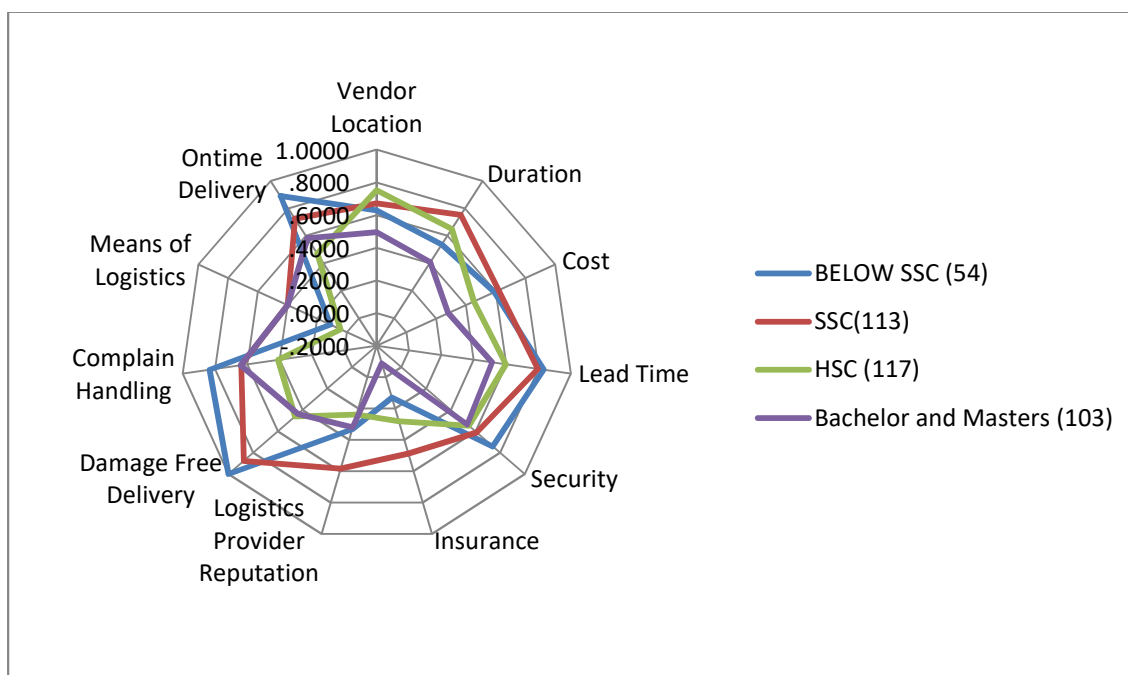 Vendor
Location
Duration
Cost
Lead Time
Security
Insurance
Logistics
Provider
Reputation
Damage Free
Delivery
Complain
Handling
Means of
Logistics
Ontime
Delivery
1.0000
.8000
.6000
.4000
.2000
.0000
-.2000
BELOW SSC (54)
SSC(113)
HSC (117)
Bachelor and Masters (103)